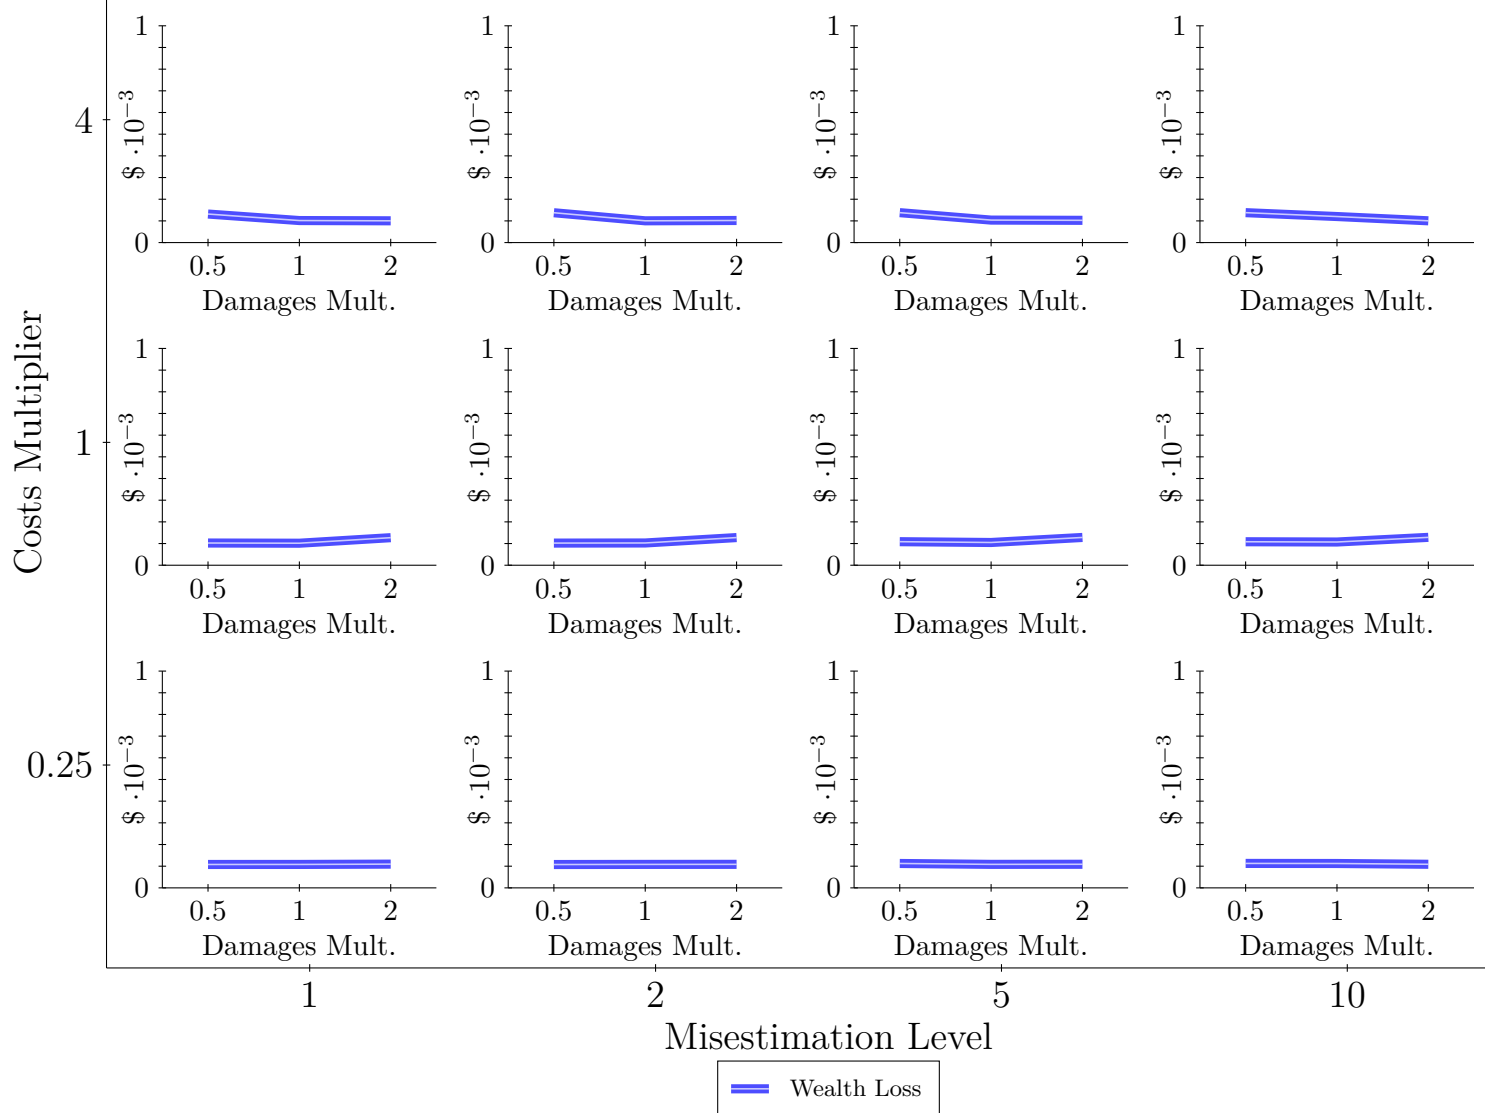 Costs Multiplier
4
1
$ ·10⁻³
0
0.5 1 2
Damages Mult.
1
$ ·10⁻³
0
0.5 1 2
Damages Mult.
1
$ ·10⁻³
0
0.5 1 2
Damages Mult.
1
$ ·10⁻³
0
0.5 1 2
Damages Mult.
1
1
$ ·10⁻³
0
0.5 1 2
Damages Mult.
1
$ ·10⁻³
0
0.5 1 2
Damages Mult.
1
$ ·10⁻³
0
0.5 1 2
Damages Mult.
1
$ ·10⁻³
0
0.5 1 2
Damages Mult.
0.25
1
$ ·10⁻³
0
0.5 1 2
Damages Mult.
1
$ ·10⁻³
0
0.5 1 2
Damages Mult.
1
$ ·10⁻³
0
0.5 1 2
Damages Mult.
1
$ ·10⁻³
0
0.5 1 2
Damages Mult.
1 2 5 10
Misestimation Level
Wealth Loss